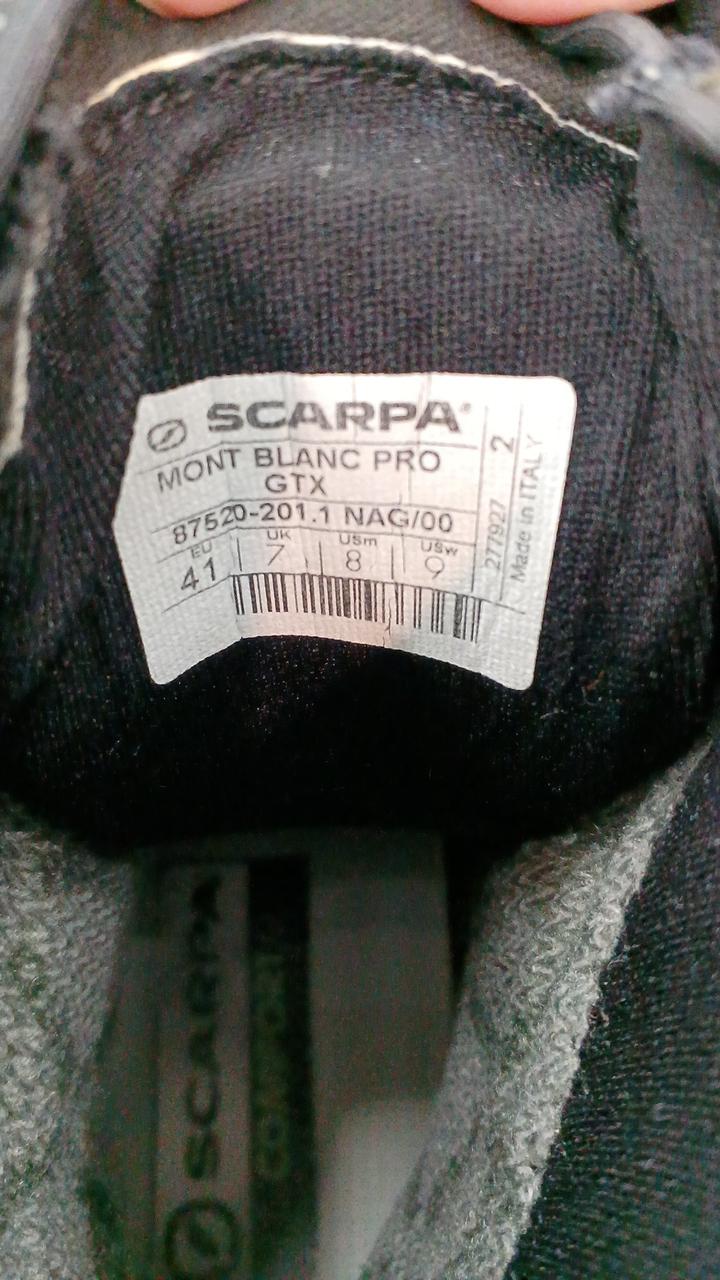 SCARPA®
MONT BLANC PRO
GTX
87520-201.1 NAG/00
EU UK USm USw
41 7 8 9
277927 2
Made in ITALY
SCARPA
COMFORT